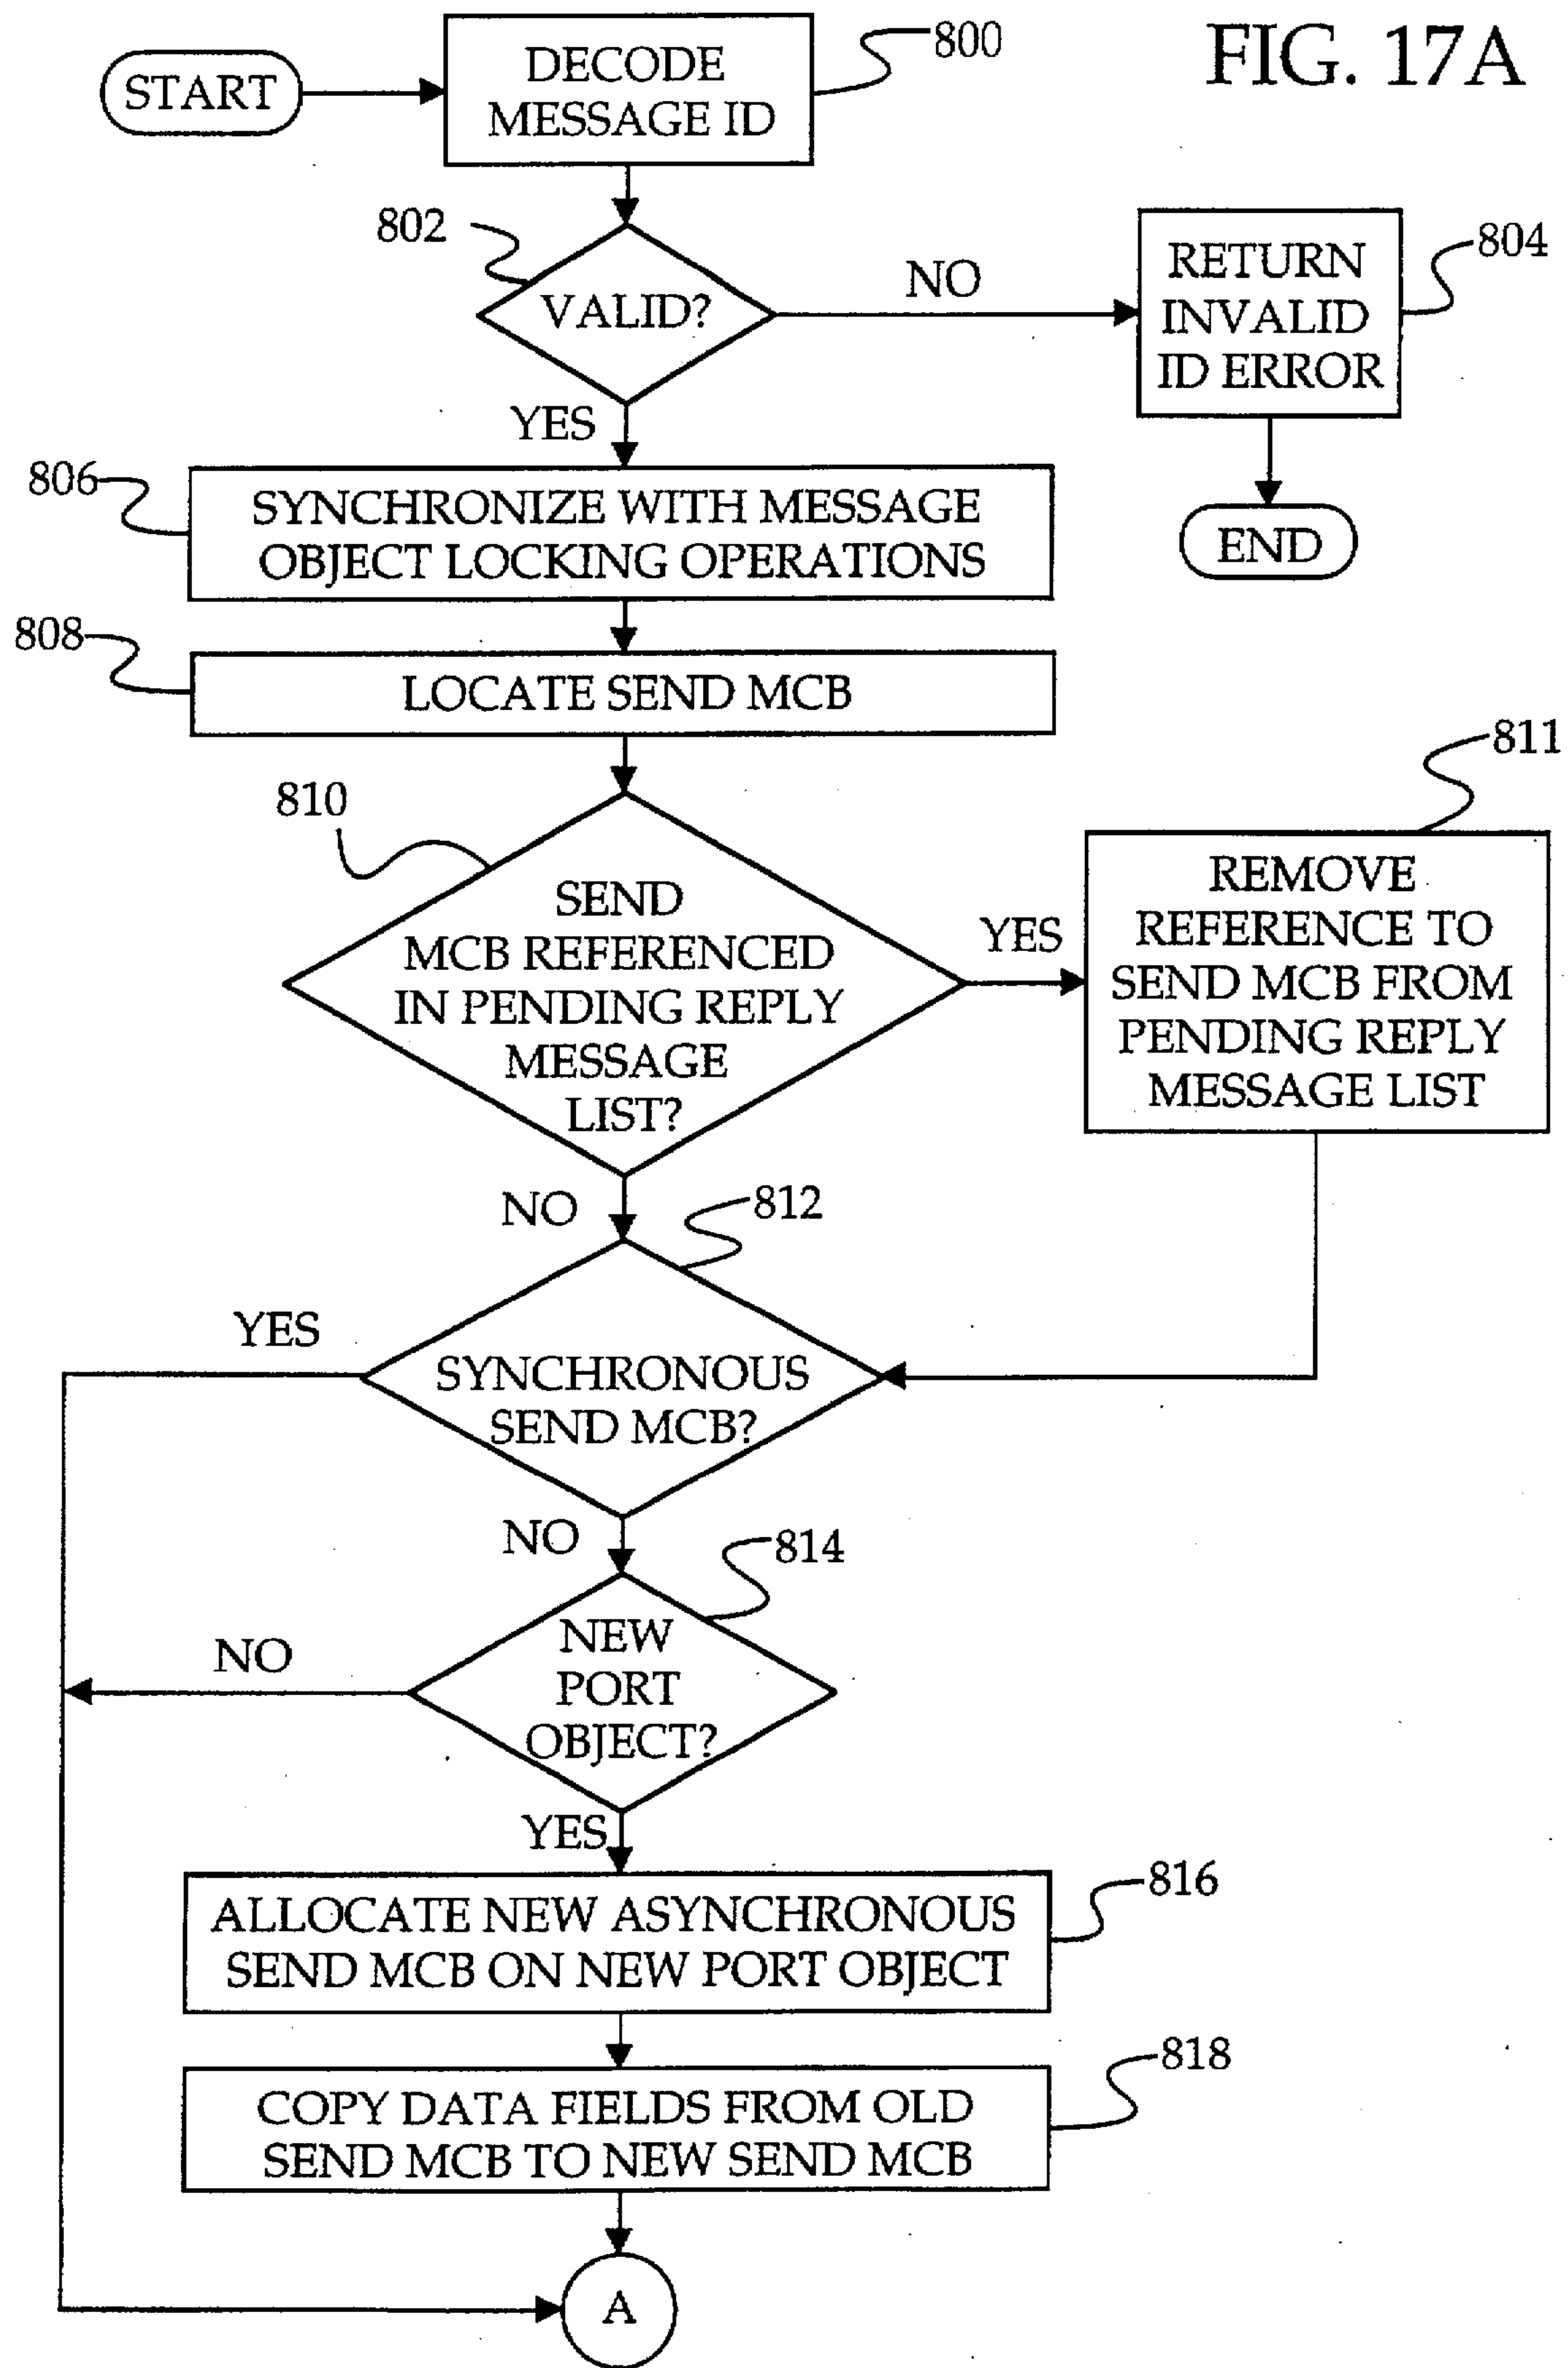 FIG. 17A
START
DECODE
MESSAGE ID
800
802
VALID?
NO
RETURN
INVALID
ID ERROR
804
YES
END
806
SYNCHRONIZE WITH MESSAGE
OBJECT LOCKING OPERATIONS
808
LOCATE SEND MCB
810
SEND
MCB REFERENCED
IN PENDING REPLY
MESSAGE
LIST?
YES
811
REMOVE
REFERENCE TO
SEND MCB FROM
PENDING REPLY
MESSAGE LIST
NO
812
YES
SYNCHRONOUS
SEND MCB?
NO
814
NEW
PORT
OBJECT?
NO
YES
816
ALLOCATE NEW ASYNCHRONOUS
SEND MCB ON NEW PORT OBJECT
818
COPY DATA FIELDS FROM OLD
SEND MCB TO NEW SEND MCB
A